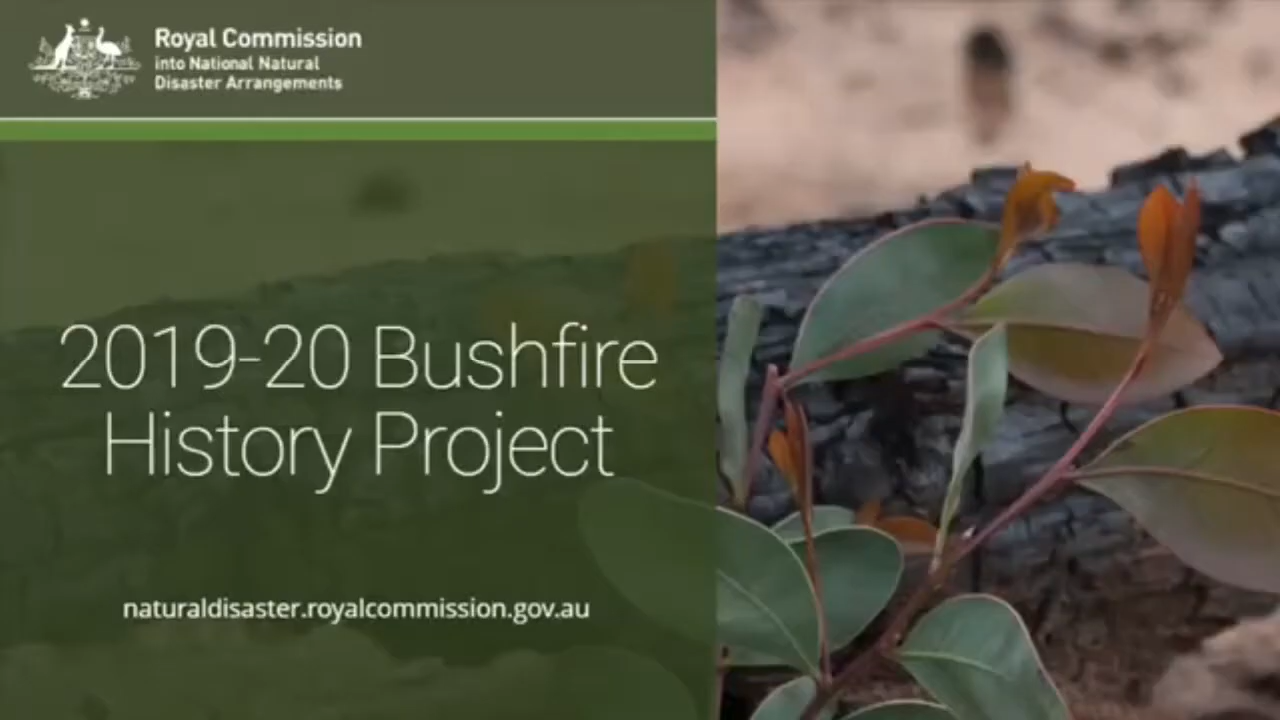 Royal Commission
into National Natural
Disaster Arrangements
2019-20 Bushfire
History Project
naturaldisaster.royalcommission.gov.au